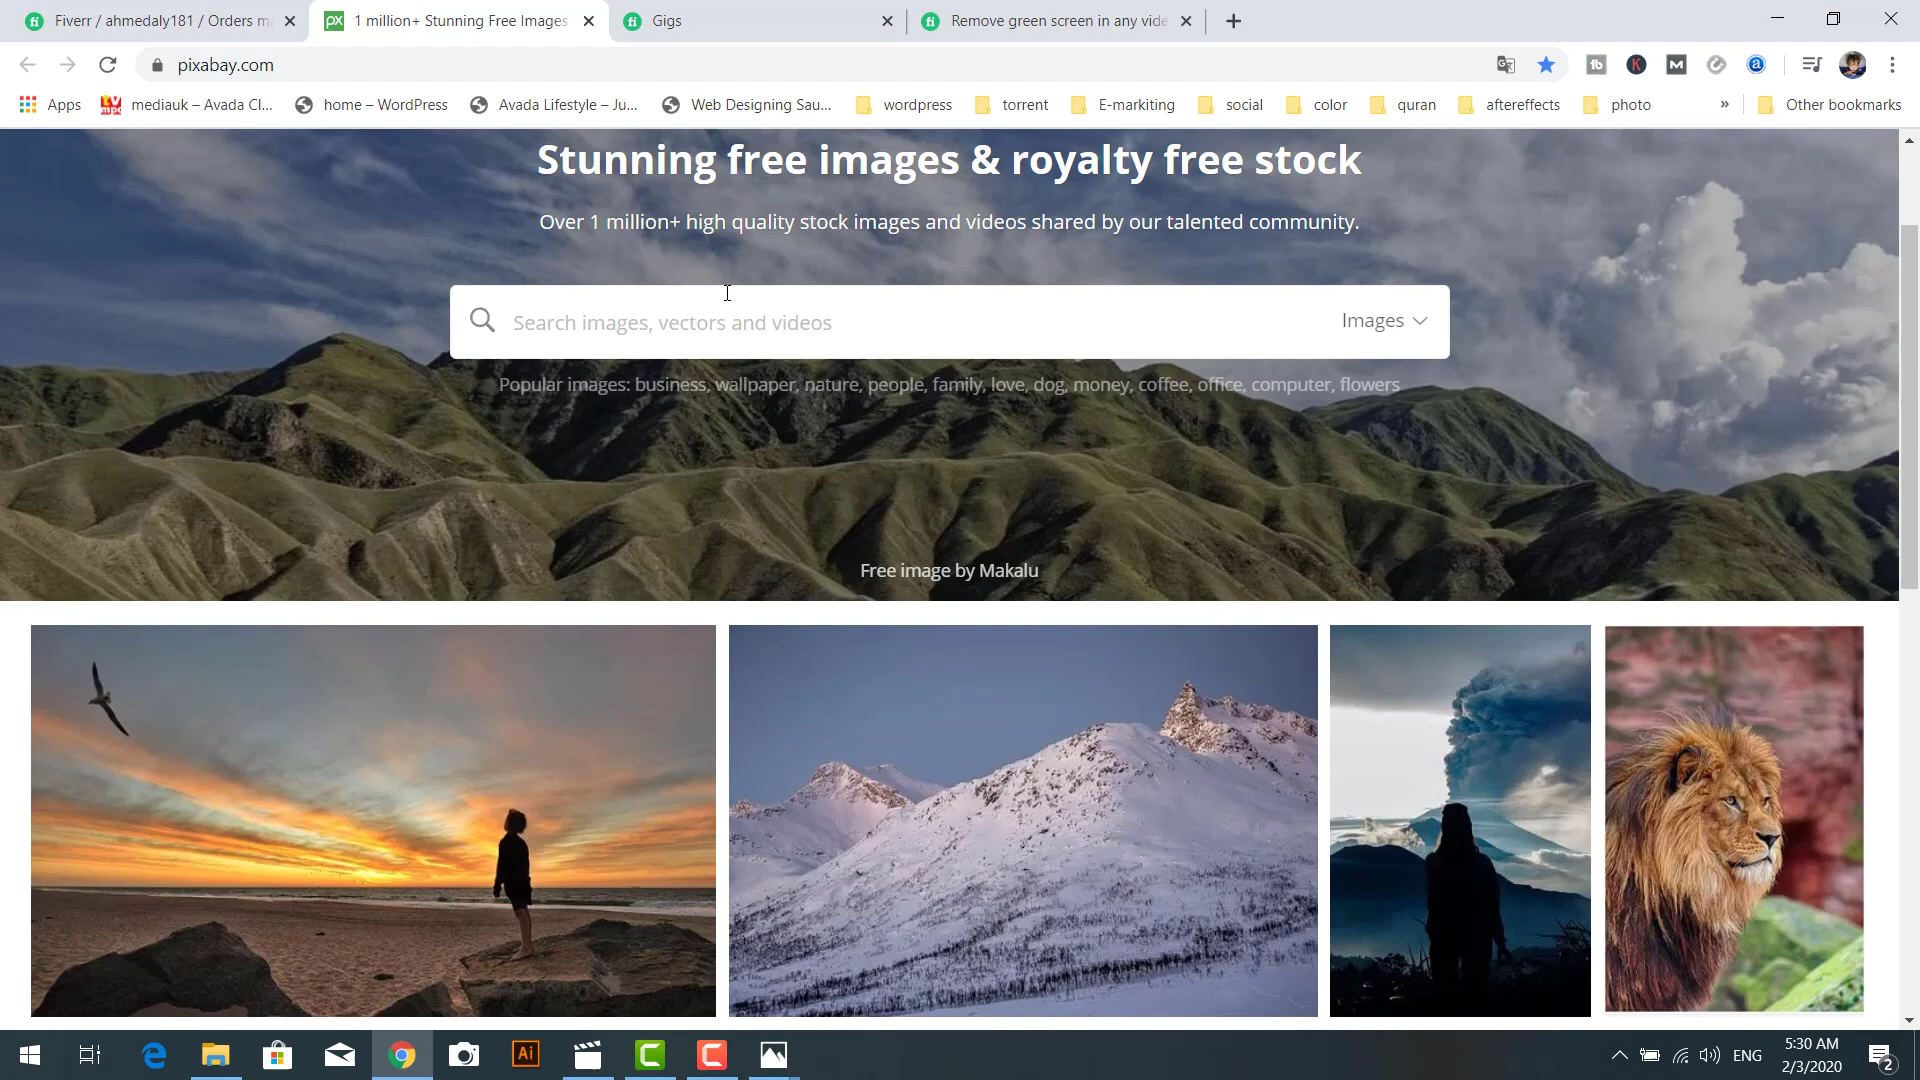 Fiverr / ahmedaly181 / Orders ma
1 million+ Stunning Free Images
Gigs
Remove green screen in any vide
pixabay.com
Apps
mediauk – Avada Cl...
home – WordPress
Avada Lifestyle – Ju...
Web Designing Sau...
wordpress
torrent
E-markiting
social
color
quran
aftereffects
photo
»
Other bookmarks
Stunning free images & royalty free stock
Over 1 million+ high quality stock images and videos shared by our talented community.
Search images, vectors and videos
Images
Popular images: business, wallpaper, nature, people, family, love, dog, money, coffee, office, computer, flowers
Free image by Makalu
ENG
5:30 AM
2/3/2020
2